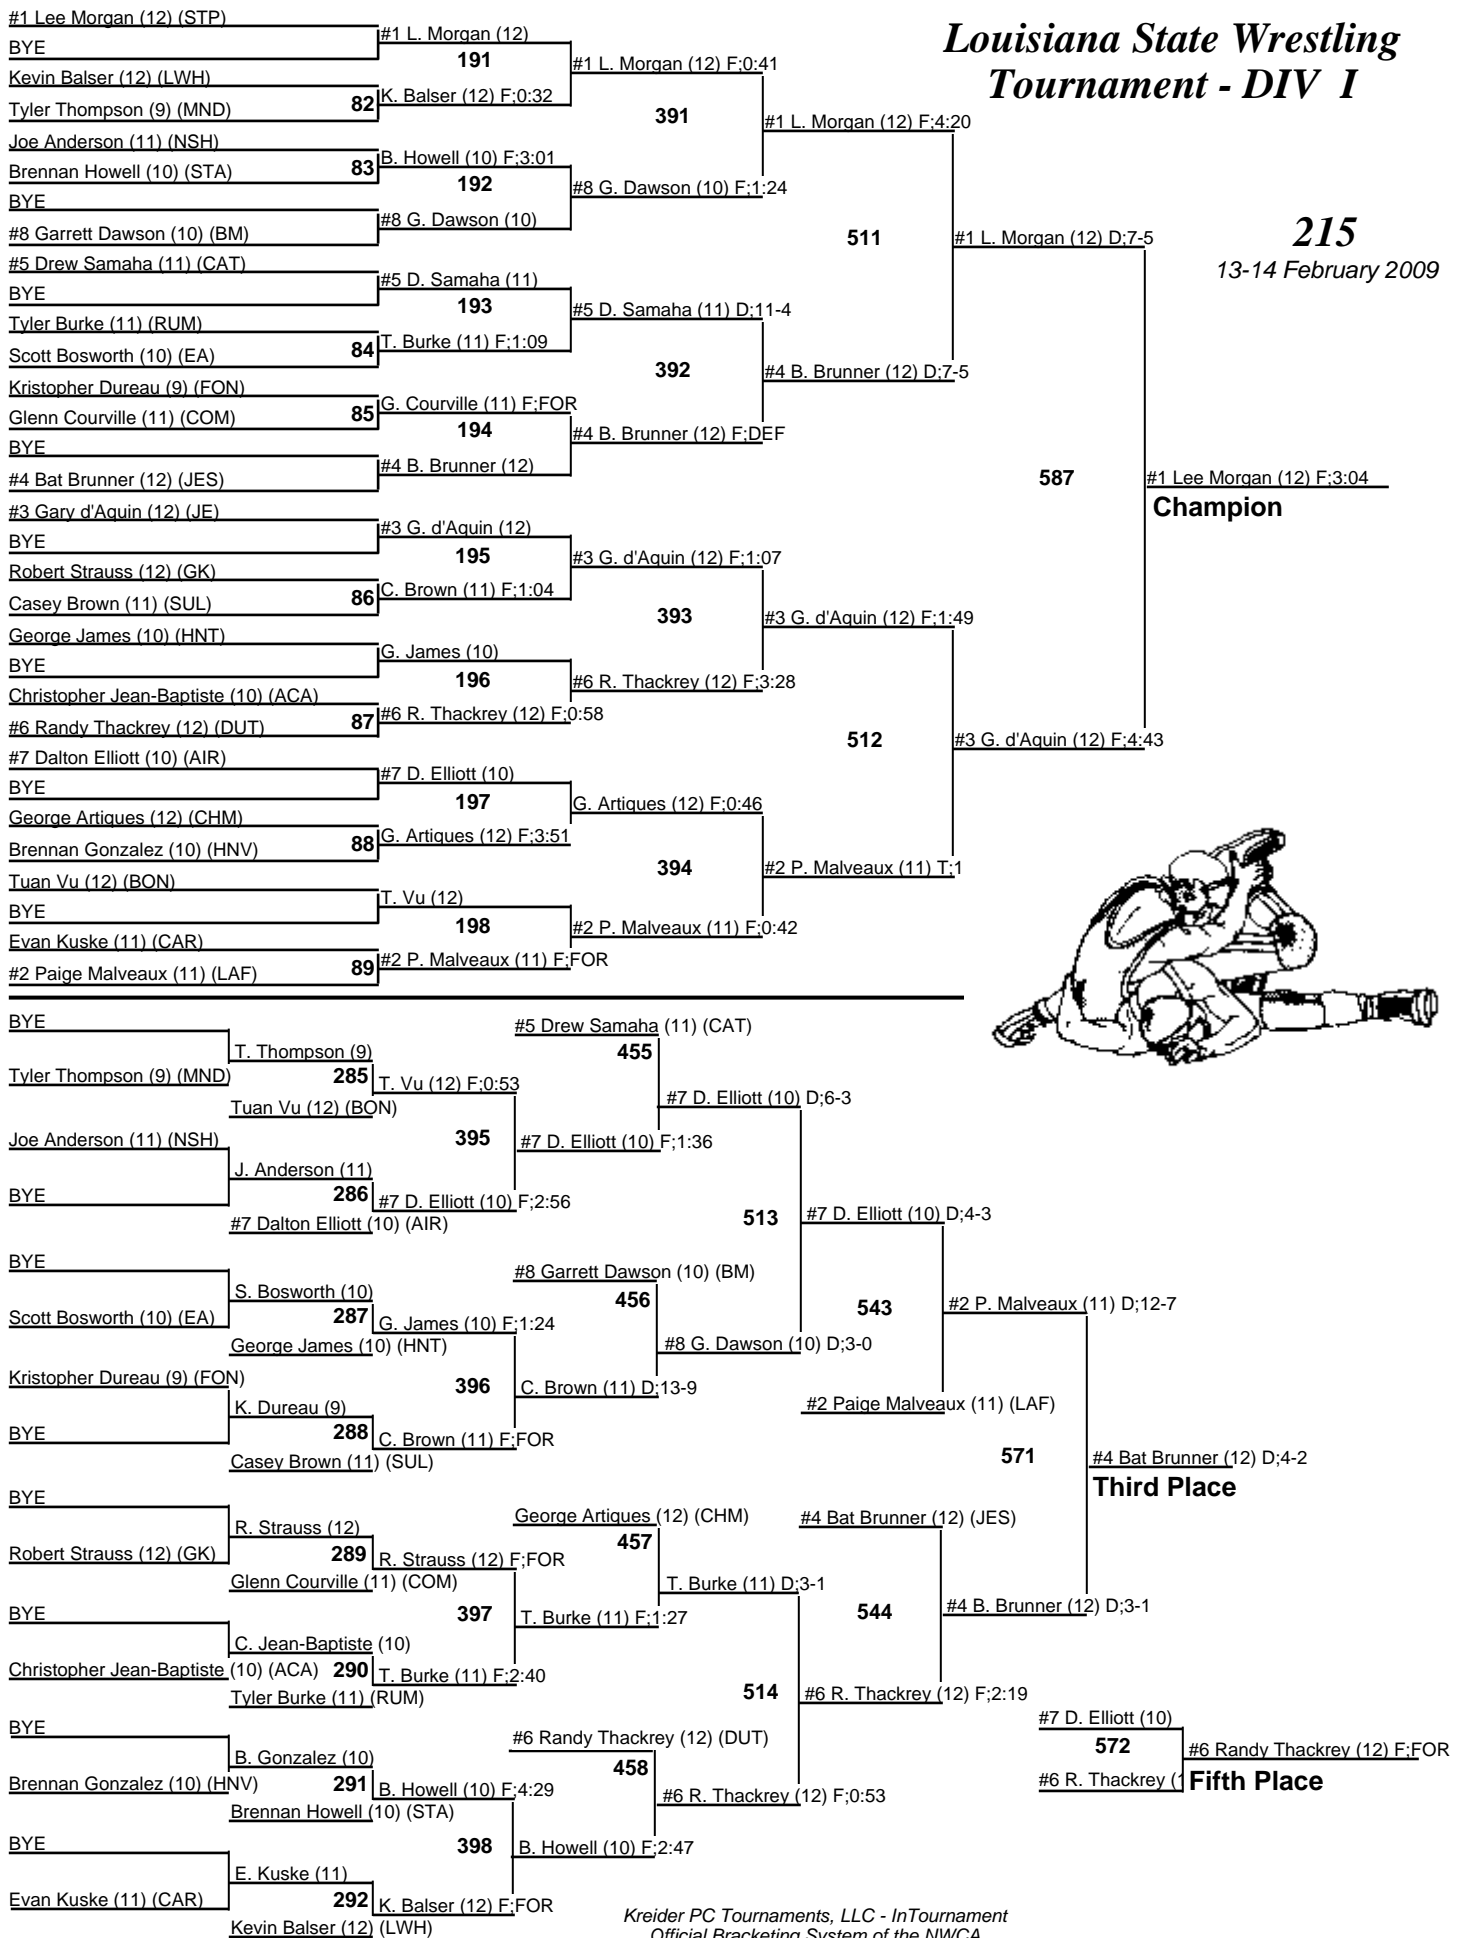 Louisiana State Wrestling
Tournament - DIV I
215
13-14 February 2009
#1 Lee Morgan (12) (STP)
BYE
Kevin Balser (12) (LWH)
Tyler Thompson (9) (MND)
82
Joe Anderson (11) (NSH)
Brennan Howell (10) (STA)
83
BYE
#8 Garrett Dawson (10) (BM)
#5 Drew Samaha (11) (CAT)
BYE
Tyler Burke (11) (RUM)
Scott Bosworth (10) (EA)
84
Kristopher Dureau (9) (FON)
Glenn Courville (11) (COM)
85
BYE
#4 Bat Brunner (12) (JES)
#3 Gary d'Aquin (12) (JE)
BYE
Robert Strauss (12) (GK)
Casey Brown (11) (SUL)
86
George James (10) (HNT)
BYE
Christopher Jean-Baptiste (10) (ACA)
#6 Randy Thackrey (12) (DUT)
87
#7 Dalton Elliott (10) (AIR)
BYE
George Artigues (12) (CHM)
Brennan Gonzalez (10) (HNV)
88
Tuan Vu (12) (BON)
BYE
Evan Kuske (11) (CAR)
#2 Paige Malveaux (11) (LAF)
89
#1 L. Morgan (12)
191
K. Balser (12) F;0:32
B. Howell (10) F;3:01
192
#8 G. Dawson (10)
#5 D. Samaha (11)
193
T. Burke (11) F;1:09
G. Courville (11) F;FOR
194
#4 B. Brunner (12)
#3 G. d'Aquin (12)
195
C. Brown (11) F;1:04
G. James (10)
196
#6 R. Thackrey (12) F;0:58
#7 D. Elliott (10)
197
G. Artigues (12) F;3:51
T. Vu (12)
198
#2 P. Malveaux (11) F;FOR
#1 L. Morgan (12) F;0:41
391
#8 G. Dawson (10) F;1:24
#5 D. Samaha (11) D;11-4
392
#4 B. Brunner (12) F;DEF
#3 G. d'Aquin (12) F;1:07
393
#6 R. Thackrey (12) F;3:28
G. Artigues (12) F;0:46
394
#2 P. Malveaux (11) F;0:42
#1 L. Morgan (12) F;4:20
511
#4 B. Brunner (12) D;7-5
#3 G. d'Aquin (12) F;1:49
512
#2 P. Malveaux (11) T;1
#1 L. Morgan (12) D;7-5
587
#3 G. d'Aquin (12) F;4:43
#1 Lee Morgan (12) F;3:04
Champion
BYE
Tyler Thompson (9) (MND)
Joe Anderson (11) (NSH)
BYE
BYE
Scott Bosworth (10) (EA)
Kristopher Dureau (9) (FON)
BYE
BYE
Robert Strauss (12) (GK)
BYE
Christopher Jean-Baptiste (10) (ACA)
BYE
Brennan Gonzalez (10) (HNV)
BYE
Evan Kuske (11) (CAR)
T. Thompson (9)
285
Tuan Vu (12) (BON)
J. Anderson (11)
286
#7 Dalton Elliott (10) (AIR)
S. Bosworth (10)
287
George James (10) (HNT)
K. Dureau (9)
288
Casey Brown (11) (SUL)
R. Strauss (12)
289
Glenn Courville (11) (COM)
C. Jean-Baptiste (10)
290
Tyler Burke (11) (RUM)
B. Gonzalez (10)
291
Brennan Howell (10) (STA)
E. Kuske (11)
292
Kevin Balser (12) (LWH)
T. Vu (12) F;0:53
395
#7 D. Elliott (10) F;2:56
G. James (10) F;1:24
396
C. Brown (11) F;FOR
R. Strauss (12) F;FOR
397
T. Burke (11) F;2:40
B. Howell (10) F;4:29
398
K. Balser (12) F;FOR
#5 Drew Samaha (11) (CAT)
455
#7 D. Elliott (10) F;1:36
#8 Garrett Dawson (10) (BM)
456
C. Brown (11) D;13-9
George Artigues (12) (CHM)
457
T. Burke (11) F;1:27
#6 Randy Thackrey (12) (DUT)
458
B. Howell (10) F;2:47
#7 D. Elliott (10) D;6-3
513
#8 G. Dawson (10) D;3-0
T. Burke (11) D;3-1
514
#6 R. Thackrey (12) F;0:53
#7 D. Elliott (10) D;4-3
543
#2 Paige Malveaux (11) (LAF)
#4 Bat Brunner (12) (JES)
544
#6 R. Thackrey (12) F;2:19
#2 P. Malveaux (11) D;12-7
571
#4 B. Brunner (12) D;3-1
#4 Bat Brunner (12) D;4-2
Third Place
#7 D. Elliott (10)
572
#6 R. Thackrey (
#6 Randy Thackrey (12) F;FOR
Fifth Place
Kreider PC Tournaments, LLC - InTournament
Official Bracketing System of the NWCA